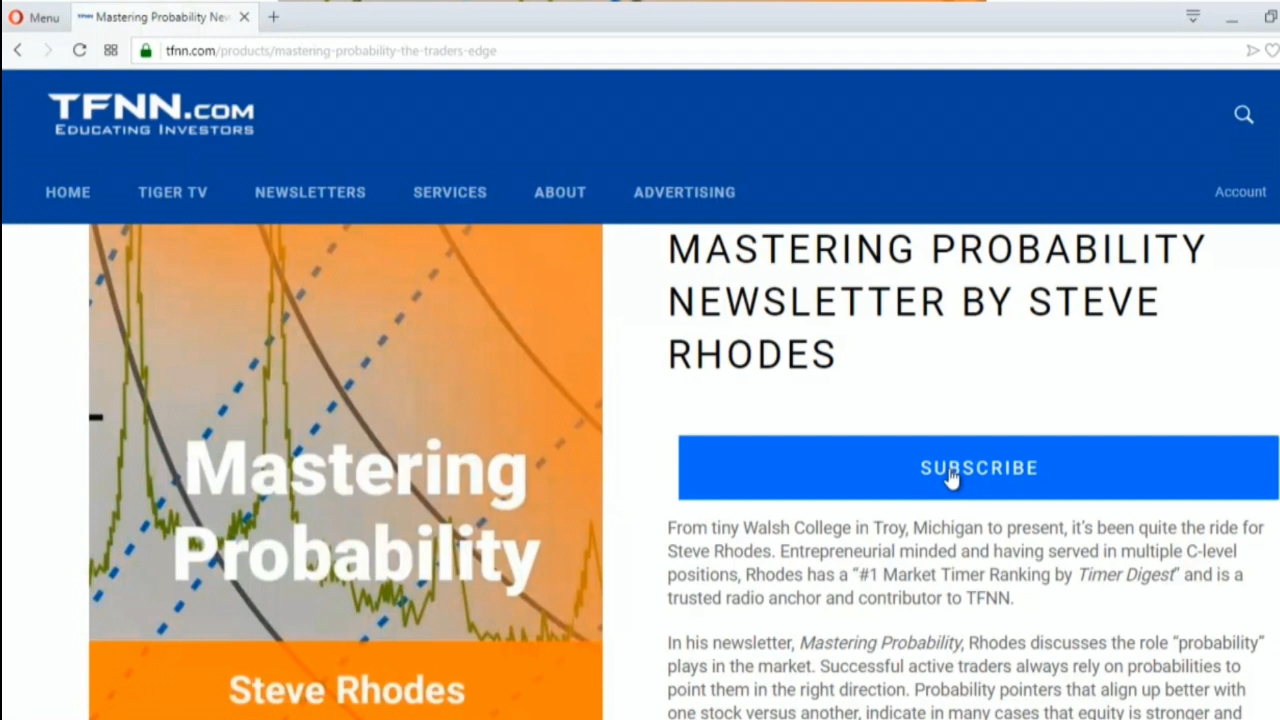 Menu
Mastering Probability New
tfnn.com/products/mastering-probability-the-traders-edge
TFNN.COM
EDUCATING INVESTORS
HOME TIGER TV NEWSLETTERS SERVICES ABOUT ADVERTISING Account
Mastering
Probability
Steve Rhodes
MASTERING PROBABILITY
NEWSLETTER BY STEVE
RHODES
SUBSCRIBE
From tiny Walsh College in Troy, Michigan to present, it's been quite the ride for
Steve Rhodes. Entrepreneurial minded and having served in multiple C-level
positions, Rhodes has a “#1 Market Timer Ranking by Timer Digest” and is a
trusted radio anchor and contributor to TFNN.
In his newsletter, Mastering Probability, Rhodes discusses the role “probability”
plays in the market. Successful active traders always rely on probabilities to
point them in the right direction. Probability pointers that align up better with
one stock versus another, indicate in many cases that equity is stronger and